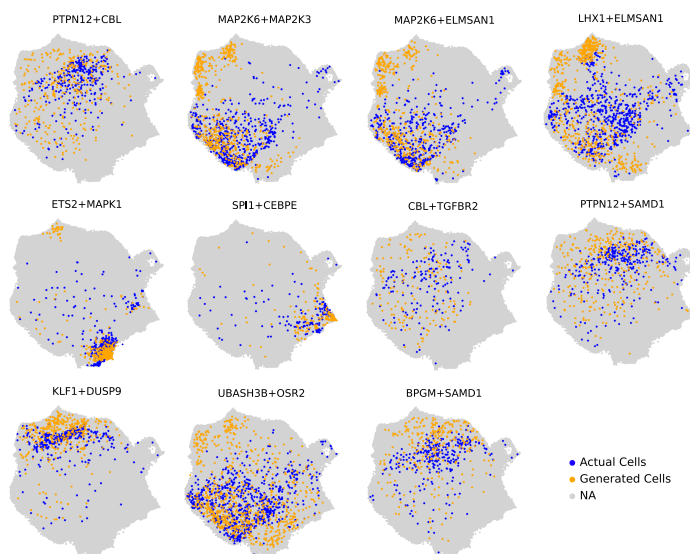 PTPN12+CBL
MAP2K6+MAP2K3
MAP2K6+ELMSAN1
LHX1+ELMSAN1
ETS2+MAPK1
SPI1+CEBPE
CBL+TGFBR2
PTPN12+SAMD1
KLF1+DUSP9
UBASH3B+OSR2
BPGM+SAMD1
Actual Cells
Generated Cells
NA